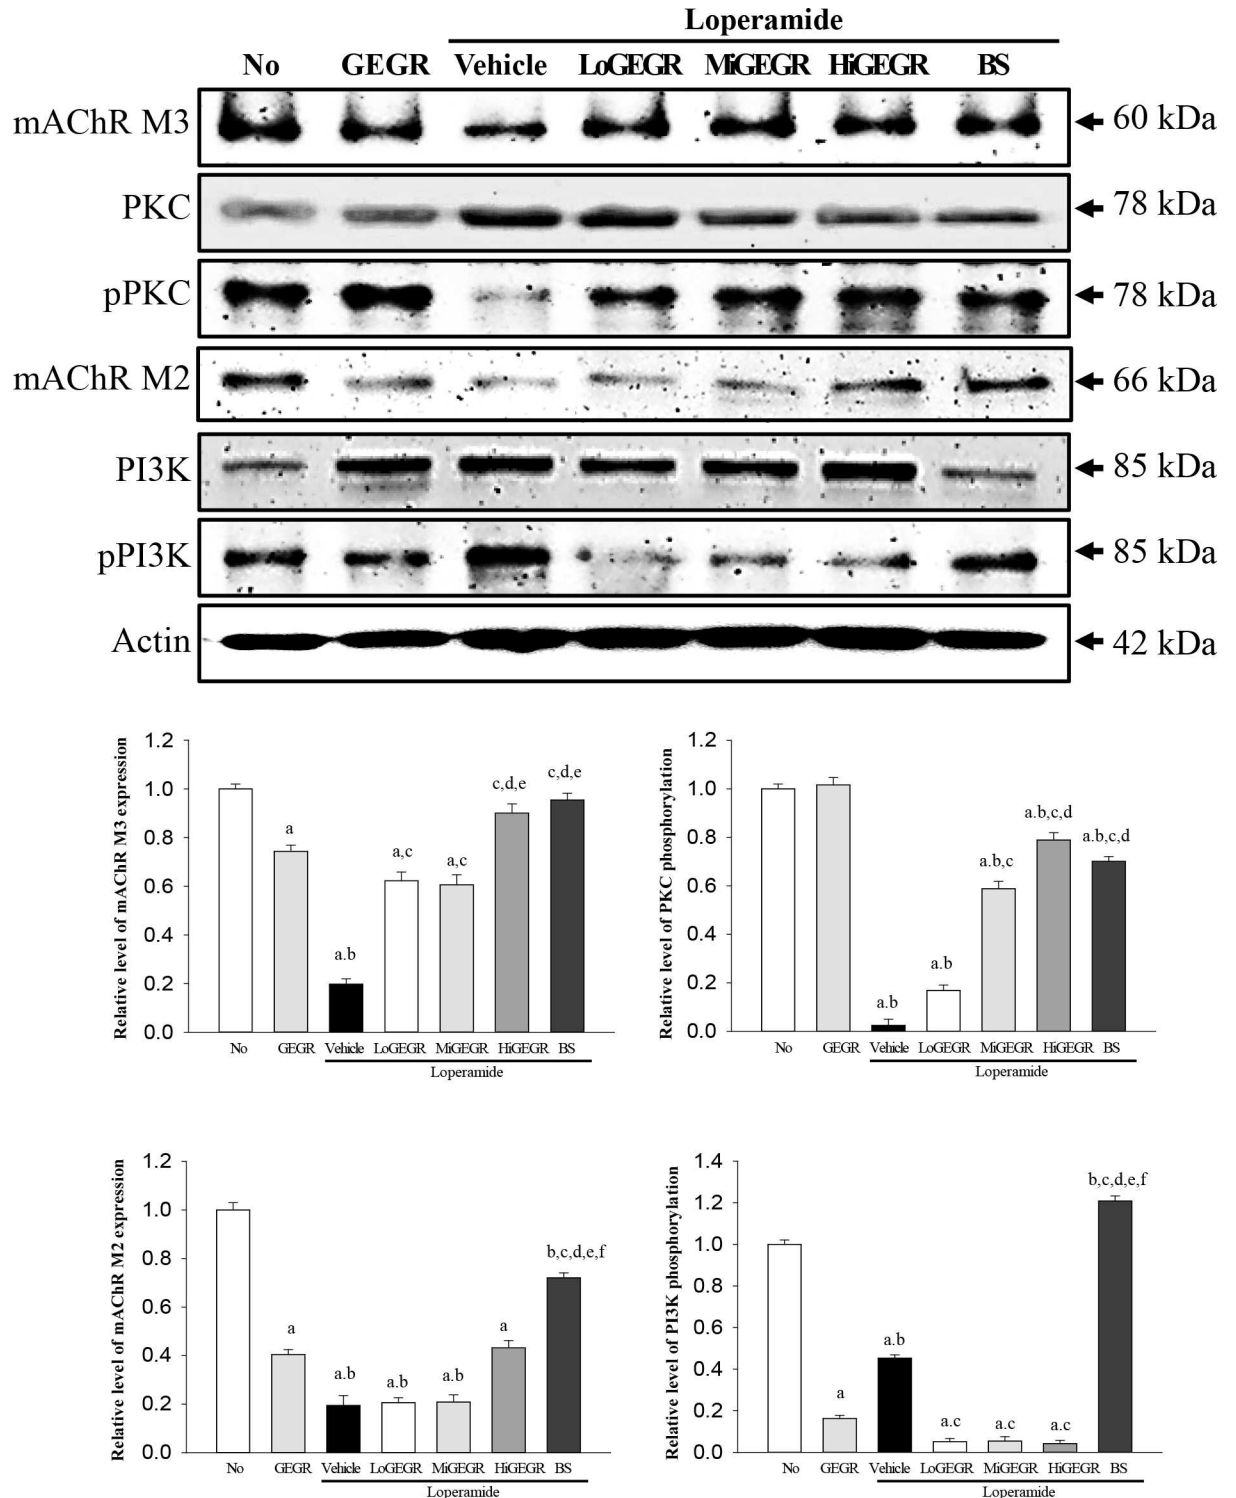 Loperamide
No GEGR Vehicle LoGEGR MiGEGR HiGEGR BS
mAChR M3 60 kDa
PKC 78 kDa
pPKC 78 kDa
mAChR M2 66 kDa
PI3K 85 kDa
pPI3K 85 kDa
Actin 42 kDa
Relative level of mAChR M3 expression
1.2
1.0
0.8
0.6
0.4
0.2
0.0
a
a.b
a,c
a,c
c,d,e
c,d,e
No GEGR Vehicle LoGEGR MiGEGR HiGEGR BS
Loperamide
Relative level of PKC phosphorylation
1.2
1.0
0.8
0.6
0.4
0.2
0.0
a.b
a.b
a.b,c
a.b,c,d
a.b,c,d
No GEGR Vehicle LoGEGR MiGEGR HiGEGR BS
Loperamide
Relative level of mAChR M2 expression
1.2
1.0
0.8
0.6
0.4
0.2
0.0
a
a.b
a.b
a.b
a
b,c,d,e,f
No GEGR Vehicle LoGEGR MiGEGR HiGEGR BS
Loperamide
Relative level of PI3K phosphorylation
1.4
1.2
1.0
0.8
0.6
0.4
0.2
0.0
a
a.b
a.c
a.c
a.c
b,c,d,e,f
No GEGR Vehicle LoGEGR MiGEGR HiGEGR BS
Loperamide